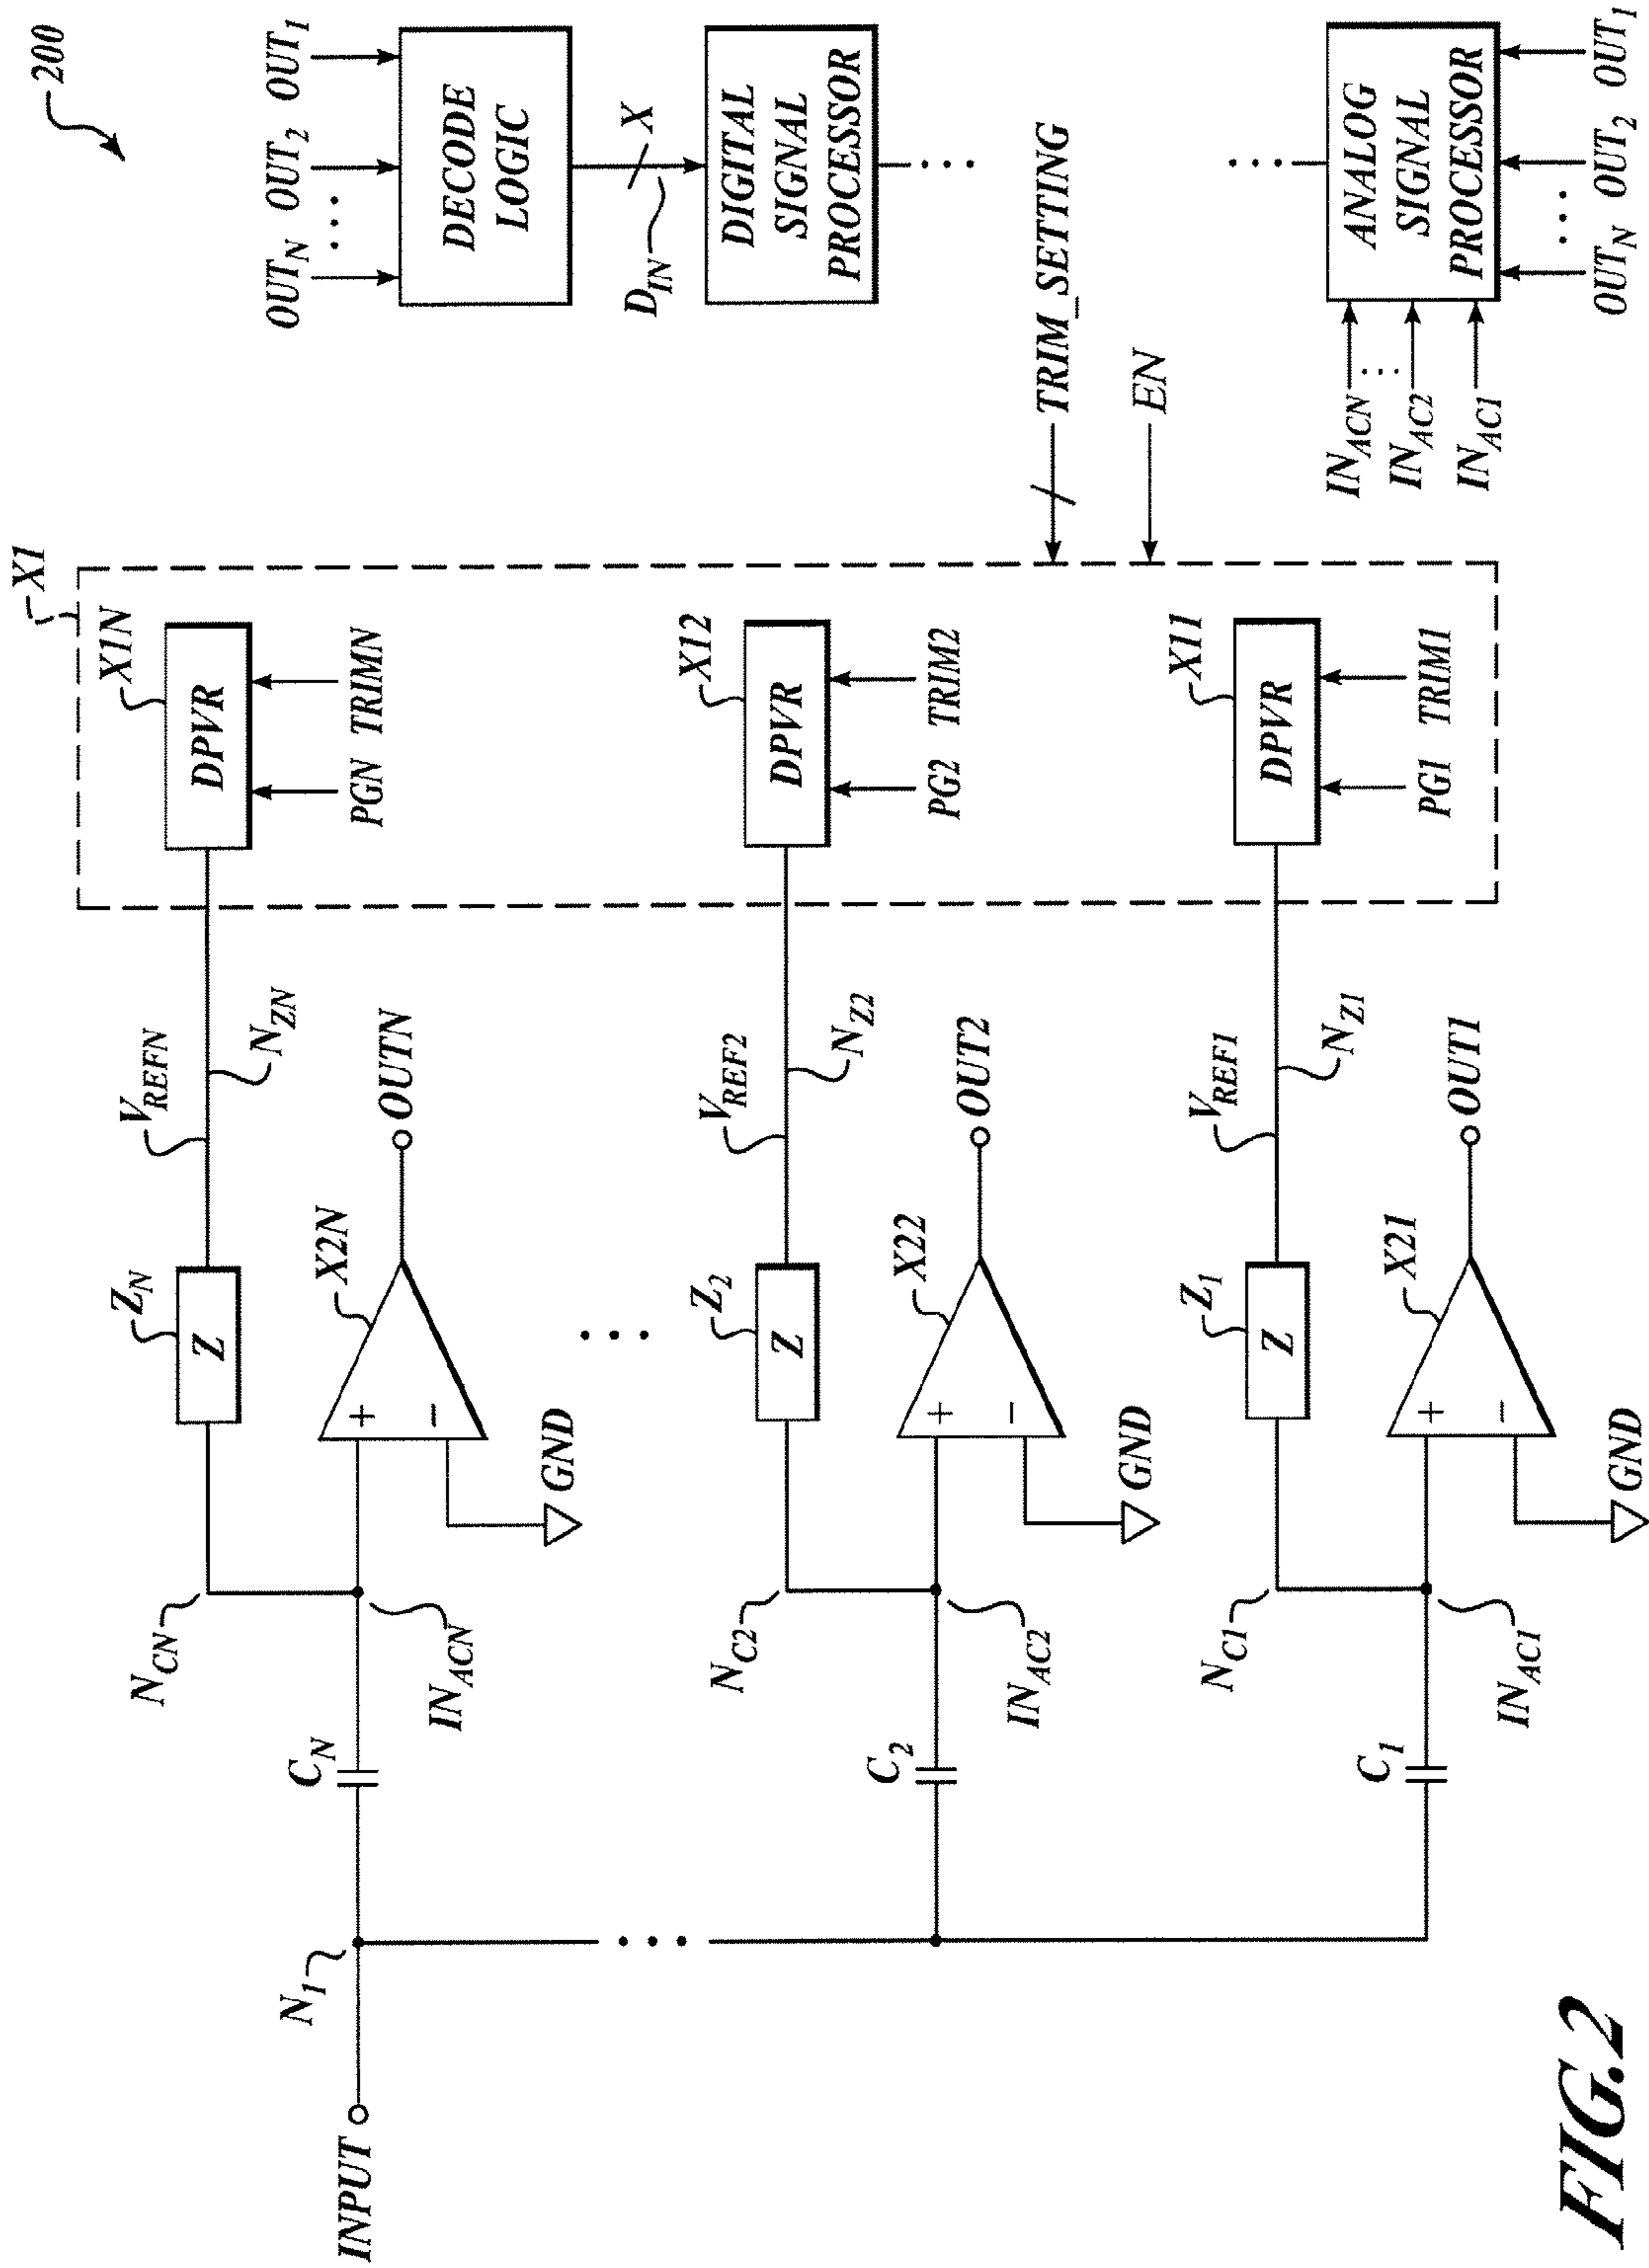 200
X1
X1N
DPVR
PGN TRIMN
V_REFN
N_ZN
Z_N
Z
N_CN
X2N
+
−
OUTN
GND
IN_ACN
C_N
N_1
INPUT
X12
DPVR
PG2 TRIM2
V_REF2
N_Z2
Z_2
Z
N_C2
X22
+
−
OUT2
GND
IN_AC2
C_2
X11
DPVR
PG1 TRIM1
V_REF1
N_Z1
Z_1
Z
N_C1
X21
+
−
OUT1
GND
IN_AC1
C_1
OUT_N OUT_2 OUT_1
DECODE
LOGIC
D_IN
X
DIGITAL
SIGNAL
PROCESSOR
TRIM_SETTING
EN
ANALOG
SIGNAL
PROCESSOR
IN_ACN
IN_AC2
IN_AC1
OUT_N OUT_2 OUT_1
FIG.2